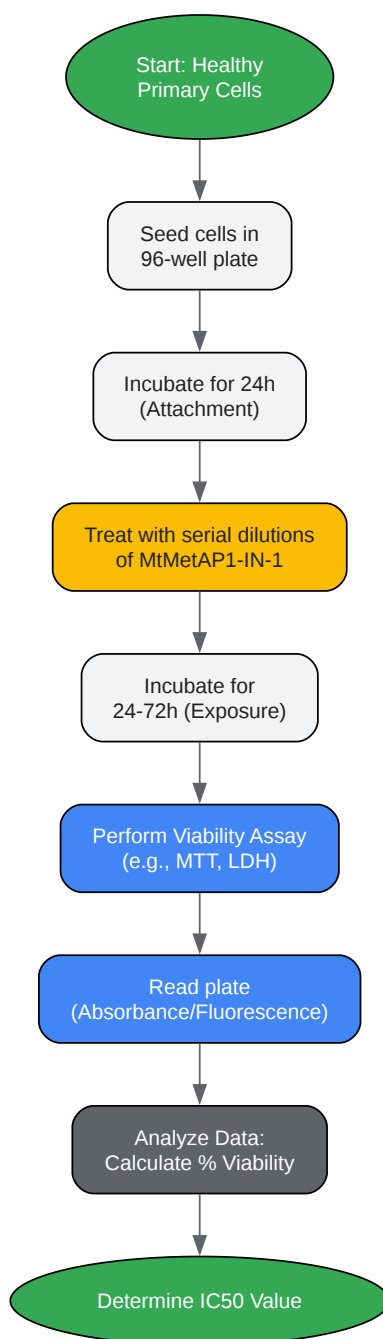 Start: Healthy
Primary Cells
Seed cells in
96-well plate
Incubate for 24h
(Attachment)
Treat with serial dilutions
of MtMetAP1-IN-1
Incubate for
24-72h (Exposure)
Perform Viability Assay
(e.g., MTT, LDH)
Read plate
(Absorbance/Fluorescence)
Analyze Data:
Calculate % Viability
Determine IC50 Value